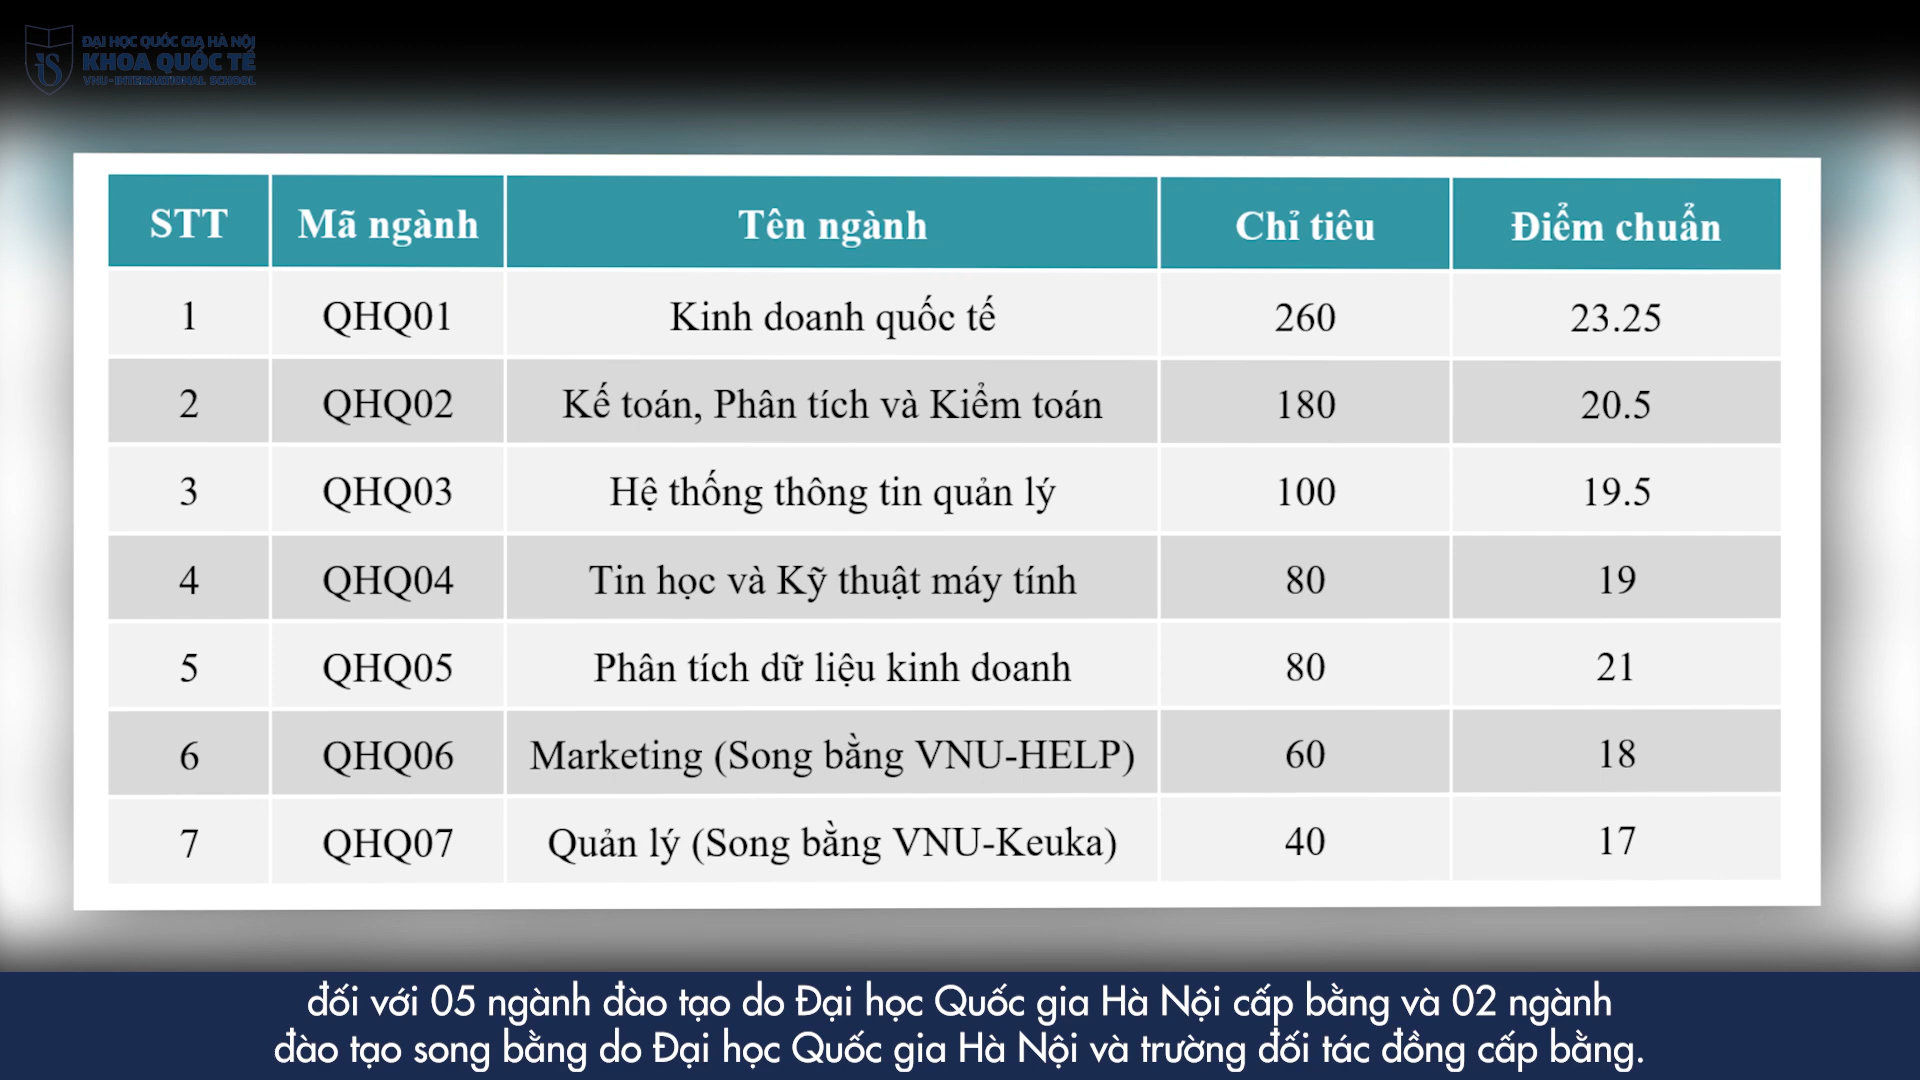 ĐẠI HỌC QUỐC GIA HÀ NỘI
KHOA QUỐC TẾ
VNU-INTERNATIONAL SCHOOL
iS
STT Mã ngành Tên ngành Chỉ tiêu Điểm chuẩn
1 QHQ01 Kinh doanh quốc tế 260 23.25
2 QHQ02 Kế toán, Phân tích và Kiểm toán 180 20.5
3 QHQ03 Hệ thống thông tin quản lý 100 19.5
4 QHQ04 Tin học và Kỹ thuật máy tính 80 19
5 QHQ05 Phân tích dữ liệu kinh doanh 80 21
6 QHQ06 Marketing (Song bằng VNU-HELP) 60 18
7 QHQ07 Quản lý (Song bằng VNU-Keuka) 40 17
đối với 05 ngành đào tạo do Đại học Quốc gia Hà Nội cấp bằng và 02 ngành
đào tạo song bằng do Đại học Quốc gia Hà Nội và trường đối tác đồng cấp bằng.